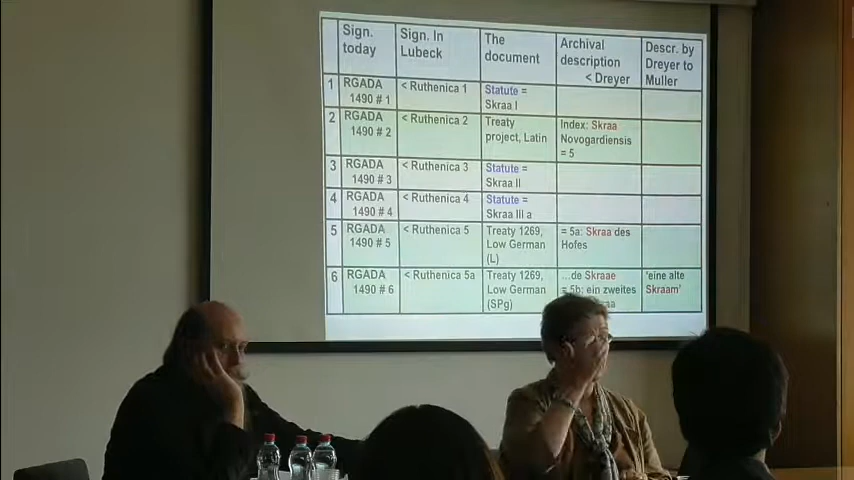 Sign. today
Sign. In Lubeck
The document
Archival description < Dreyer
Descr. by Dreyer to Muller
1
RGADA 1490 # 1
< Ruthenica 1
Statute = Skraa I
2
RGADA 1490 # 2
< Ruthenica 2
Treaty project, Latin
Index: Skraa Novogardiensis = 5
3
RGADA 1490 # 3
< Ruthenica 3
Statute = Skraa II
4
RGADA 1490 # 4
< Ruthenica 4
Statute = Skraa III a
5
RGADA 1490 # 5
< Ruthenica 5
Treaty 1269, Low German (L)
= 5a: Skraa des Hofes
6
RGADA 1490 # 6
< Ruthenica 5a
Treaty 1269, Low German (SPg)
...de Skraae = 5b: ein zweites
'eine alte Skraam'